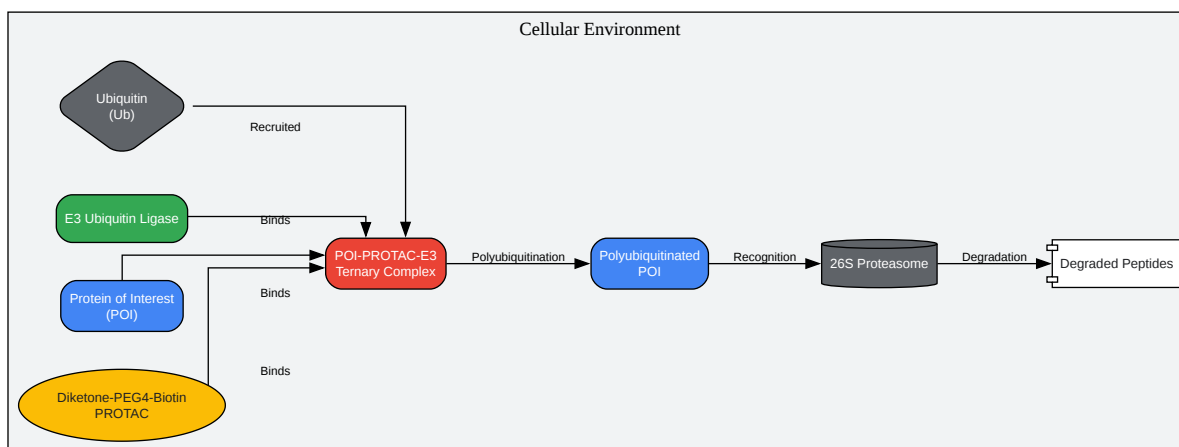 Cellular Environment
Ubiquitin
(Ub)
Recruited
E3 Ubiquitin Ligase
Binds
POI-PROTAC-E3
Ternary Complex
Polyubiquitination
Polyubiquitinated
POI
Recognition
26S Proteasome
Degradation
Degraded Peptides
Protein of Interest
(POI)
Binds
Binds
Diketone-PEG4-Biotin
PROTAC